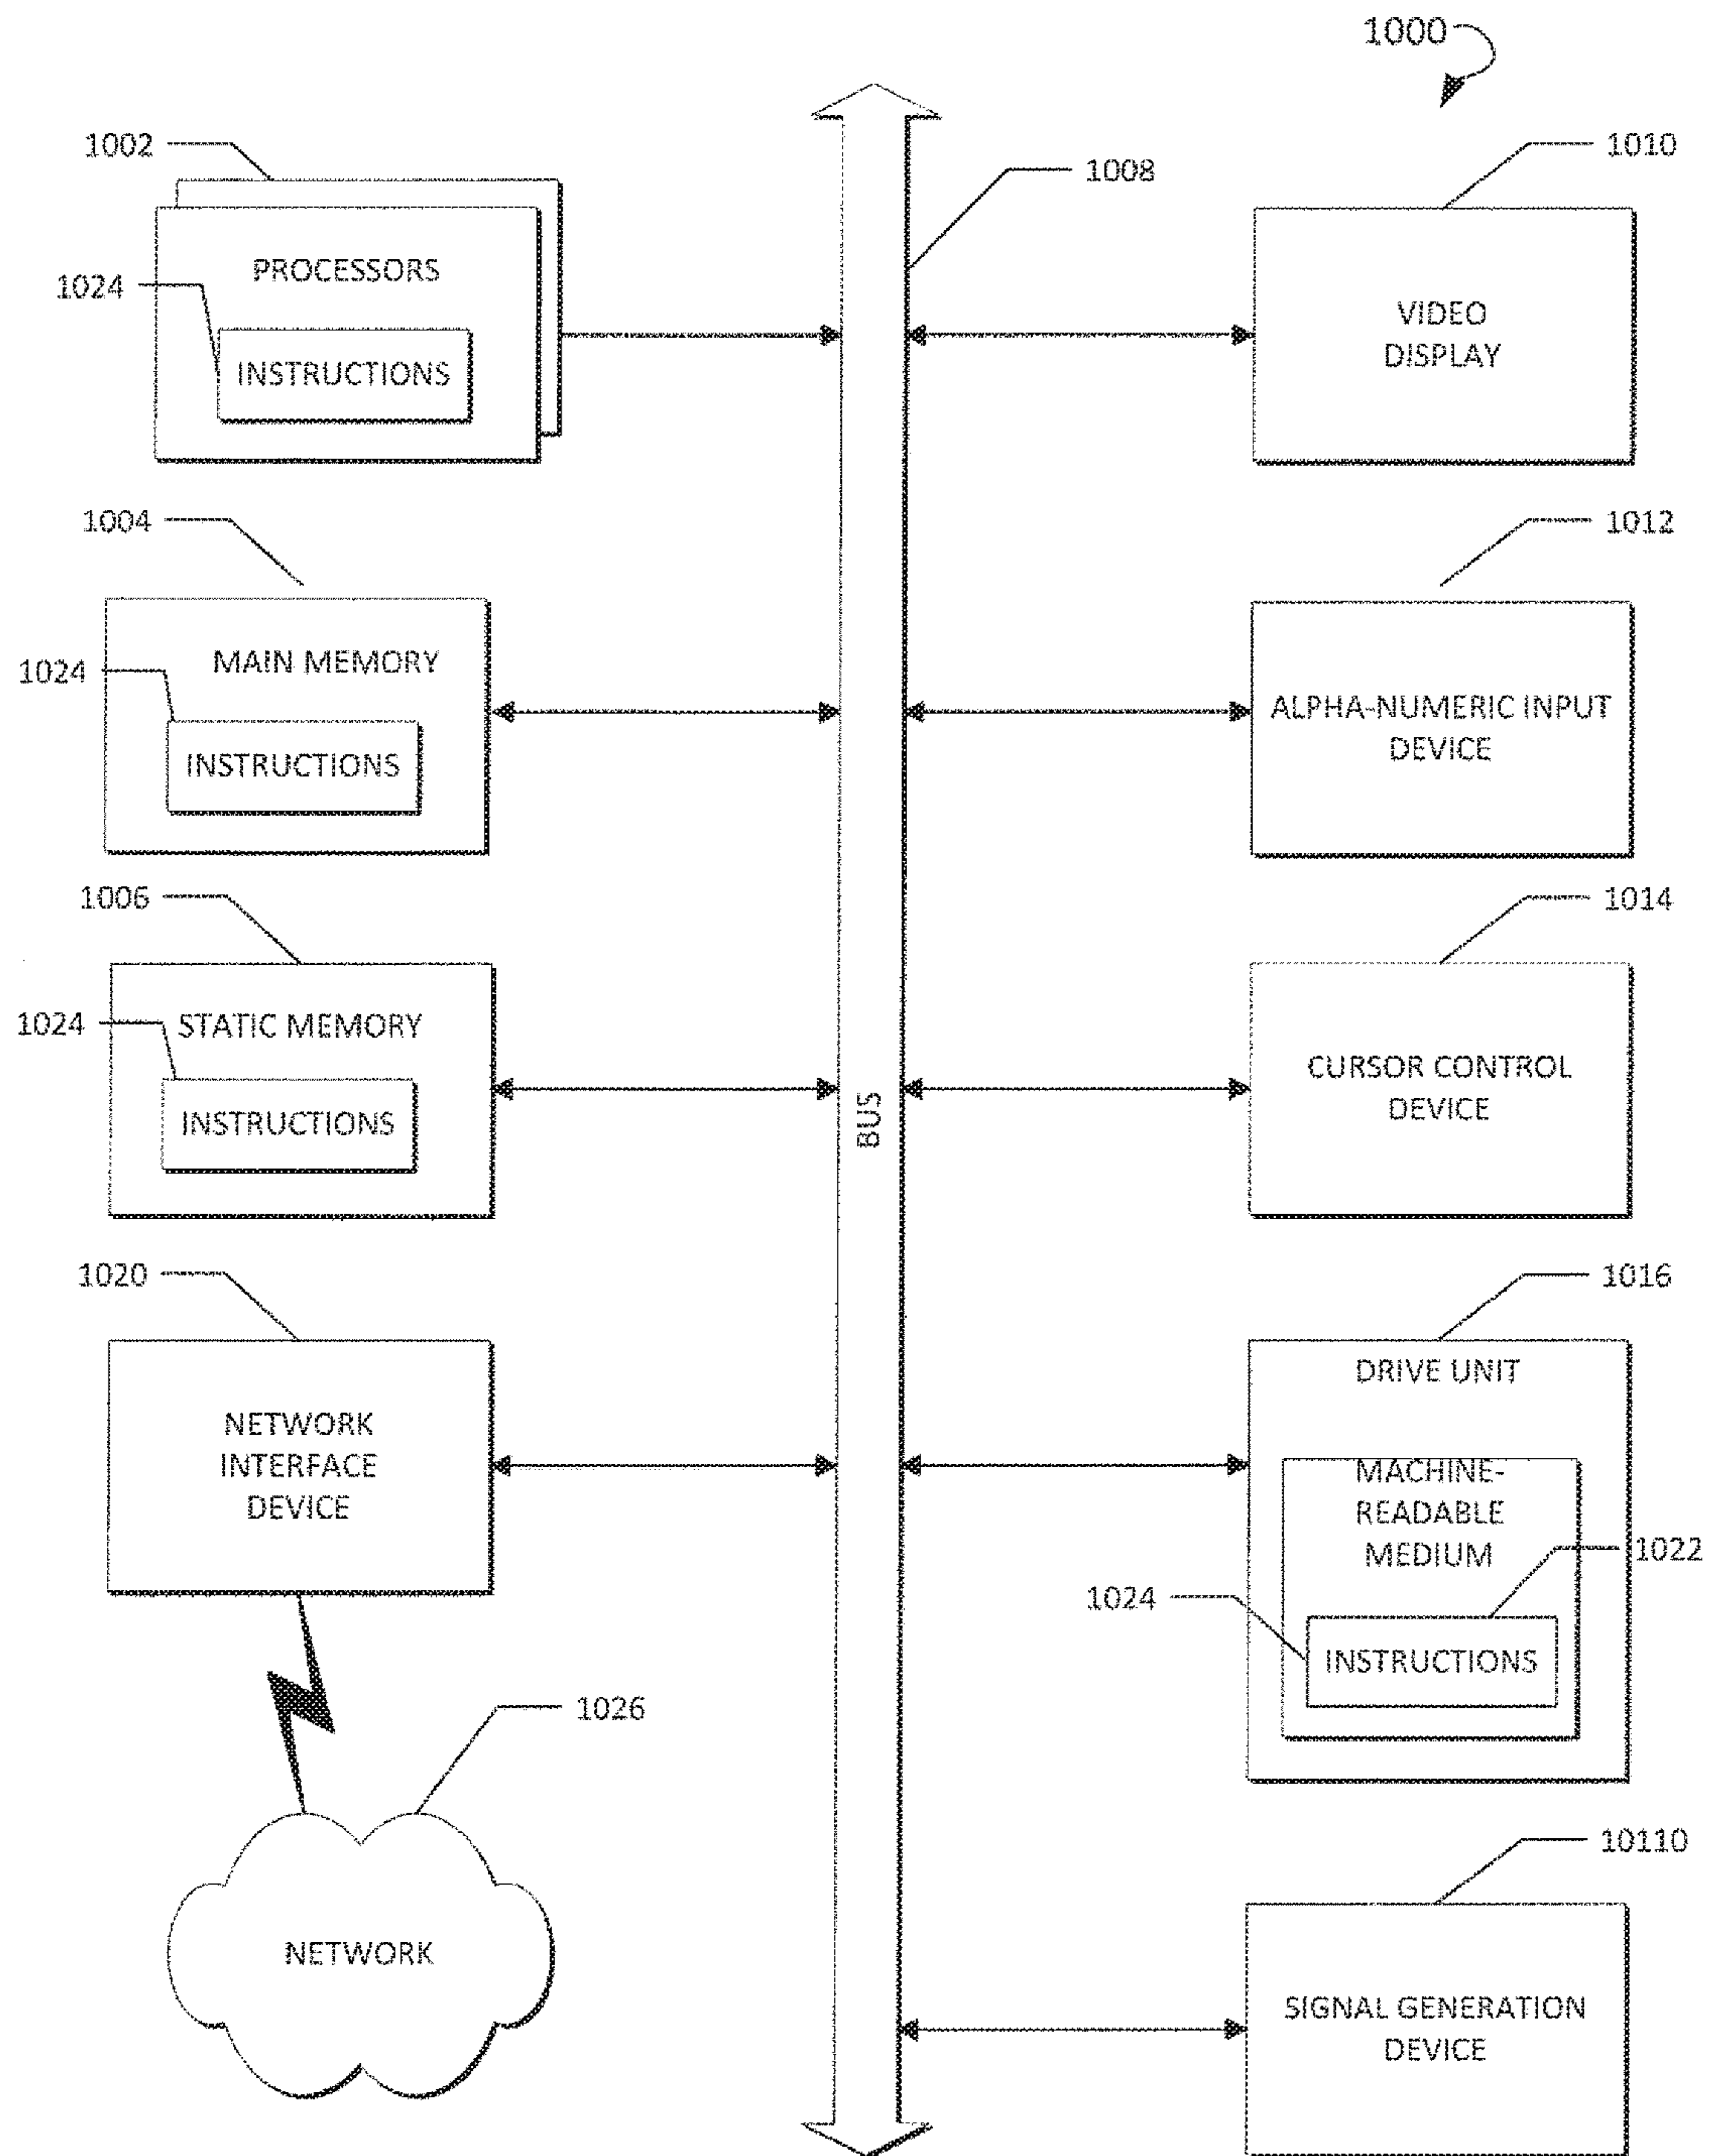 1000
1002
PROCESSORS
1024
INSTRUCTIONS
1004
MAIN MEMORY
1024
INSTRUCTIONS
1006
STATIC MEMORY
1024
INSTRUCTIONS
1020
NETWORK
INTERFACE
DEVICE
1026
NETWORK
1008
BUS
1010
VIDEO
DISPLAY
1012
ALPHA-NUMERIC INPUT
DEVICE
1014
CURSOR CONTROL
DEVICE
1016
DRIVE UNIT
MACHINE-
READABLE
MEDIUM
1022
1024
INSTRUCTIONS
10110
SIGNAL GENERATION
DEVICE